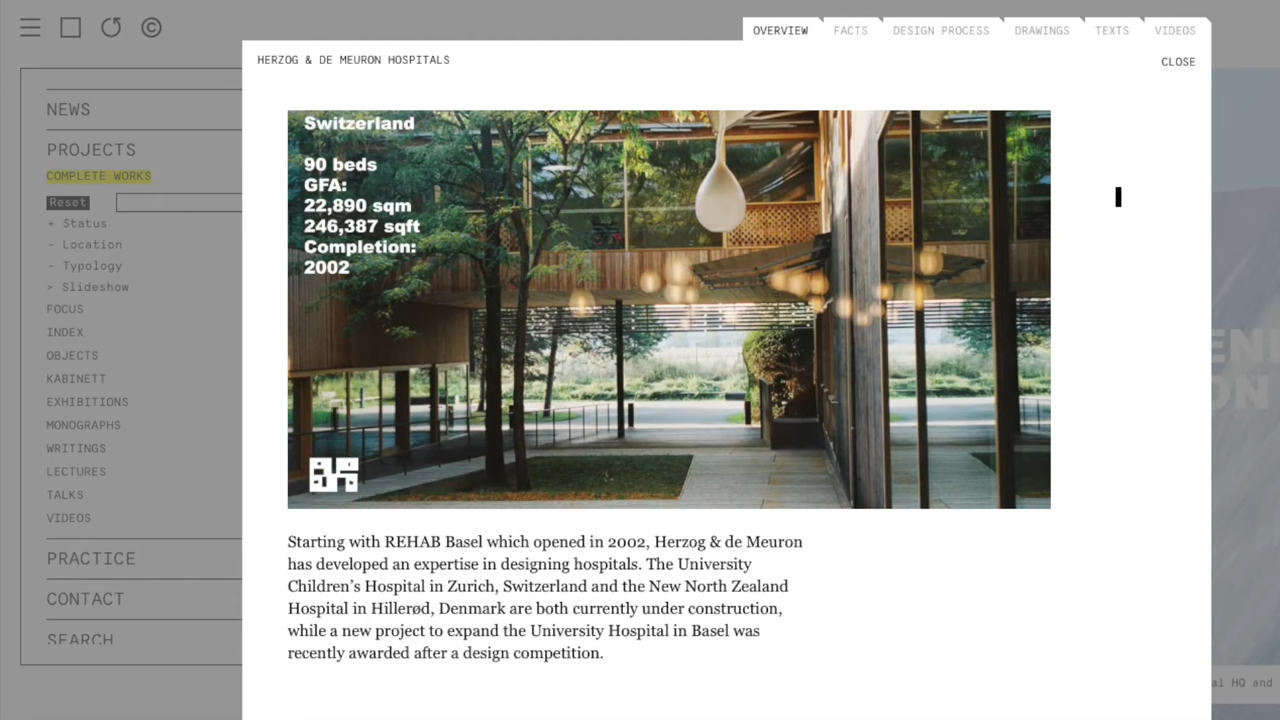 OVERVIEW FACTS DESIGN PROCESS DRAWINGS TEXTS VIDEOS
HERZOG & DE MEURON HOSPITALS
CLOSE
NEWS
PROJECTS
COMPLETE WORKS
Reset
+ Status
- Location
- Typology
> Slideshow
FOCUS
INDEX
OBJECTS
KABINETT
EXHIBITIONS
MONOGRAPHS
WRITINGS
LECTURES
TALKS
VIDEOS
PRACTICE
CONTACT
SEARCH
Switzerland
90 beds
GFA:
22,890 sqm
246,387 sqft
Completion:
2002
Starting with REHAB Basel which opened in 2002, Herzog & de Meuron
has developed an expertise in designing hospitals. The University
Children’s Hospital in Zurich, Switzerland and the New North Zealand
Hospital in Hillerød, Denmark are both currently under construction,
while a new project to expand the University Hospital in Basel was
recently awarded after a design competition.
HQ and